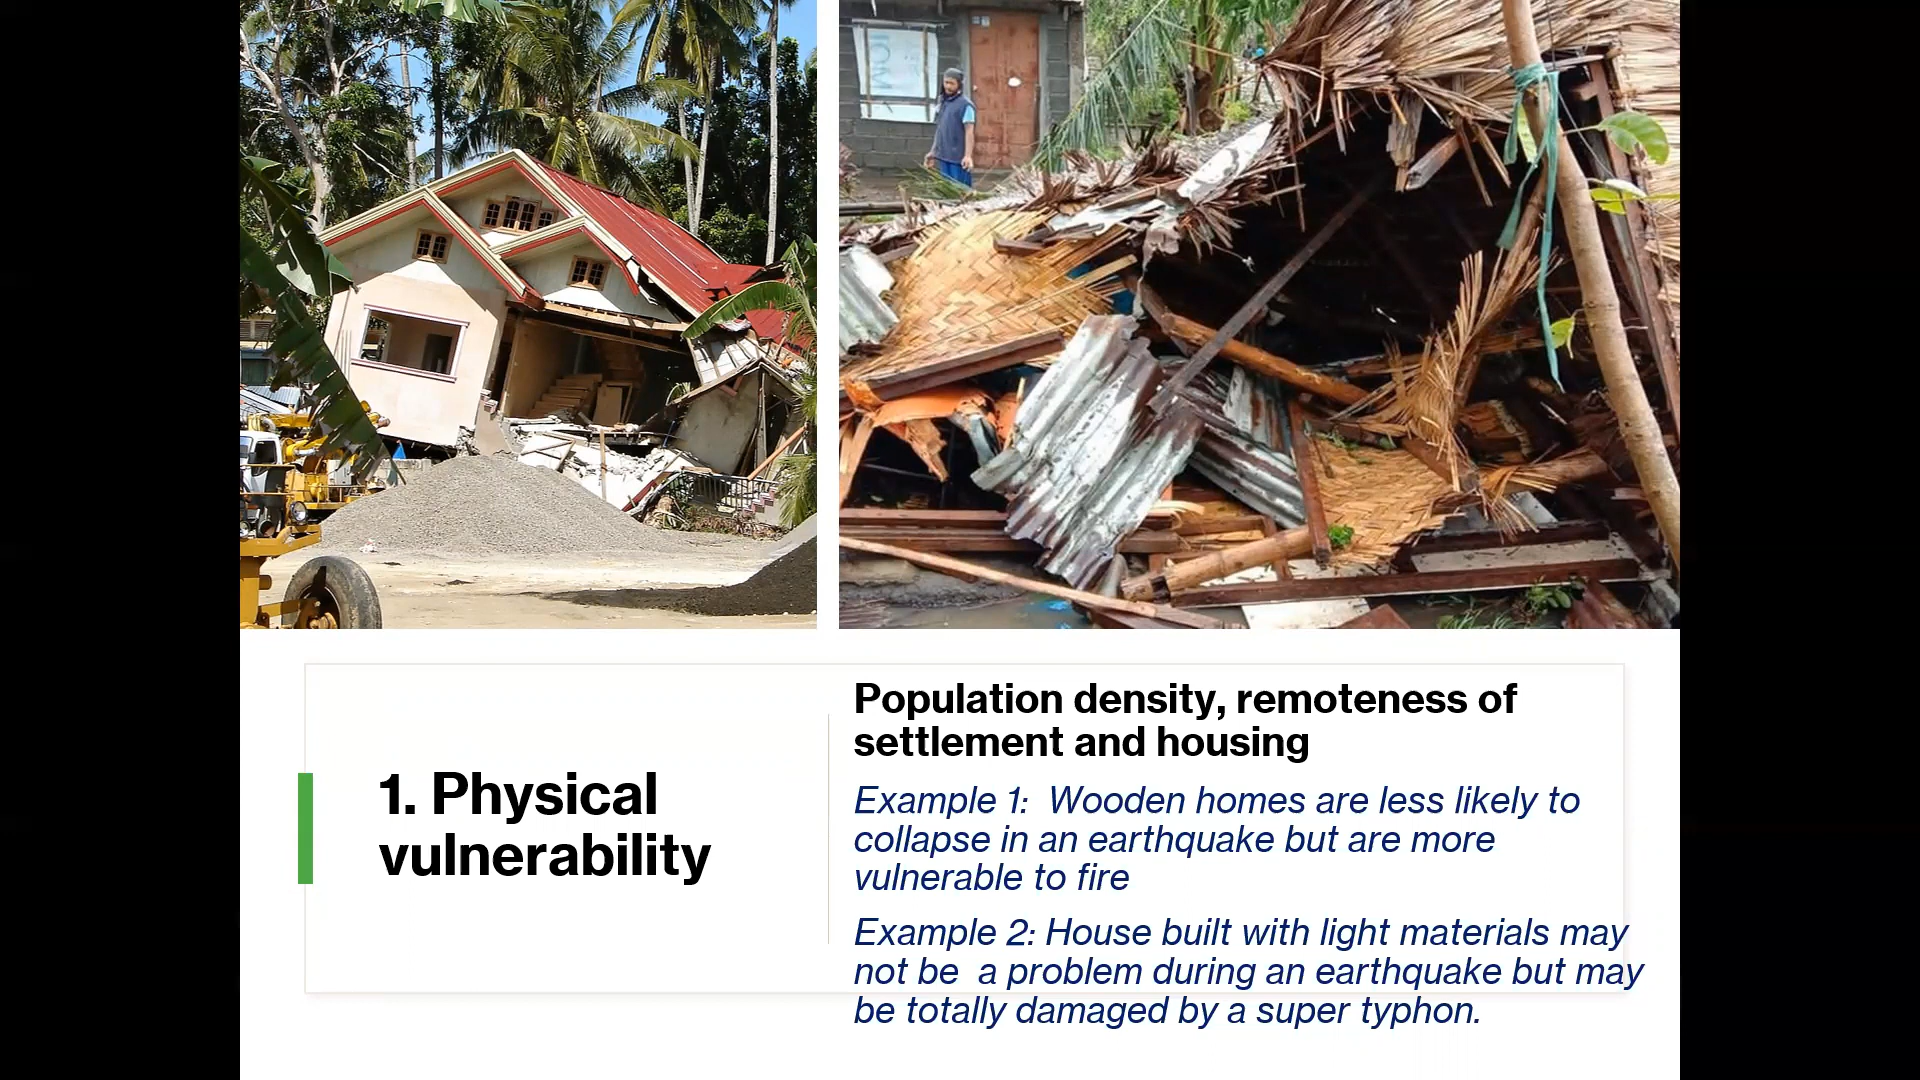 1. Physical
vulnerability
Population density, remoteness of
settlement and housing
Example 1:  Wooden homes are less likely to
collapse in an earthquake but are more
vulnerable to fire
Example 2: House built with light materials may
not be  a problem during an earthquake but may
be totally damaged by a super typhon.